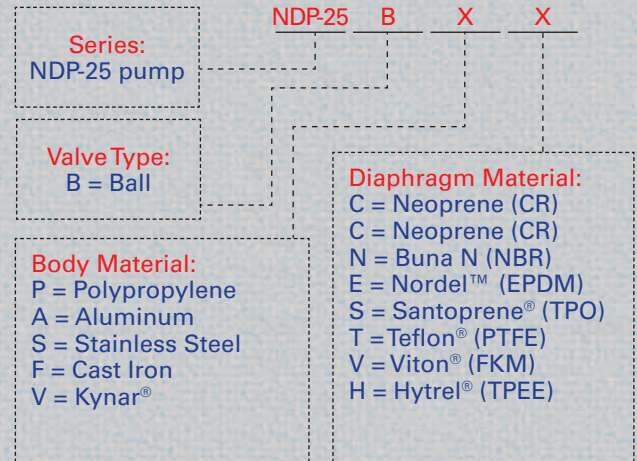 NDP-25 B X X
Series:
NDP-25 pump
Valve Type:
B = Ball
Body Material:
P = Polypropylene
A = Aluminum
S = Stainless Steel
F = Cast Iron
V = Kynar®
Diaphragm Material:
C = Neoprene (CR)
C = Neoprene (CR)
N = Buna N (NBR)
E = Nordel™ (EPDM)
S = Santoprene® (TPO)
T = Teflon® (PTFE)
V = Viton® (FKM)
H = Hytrel® (TPEE)